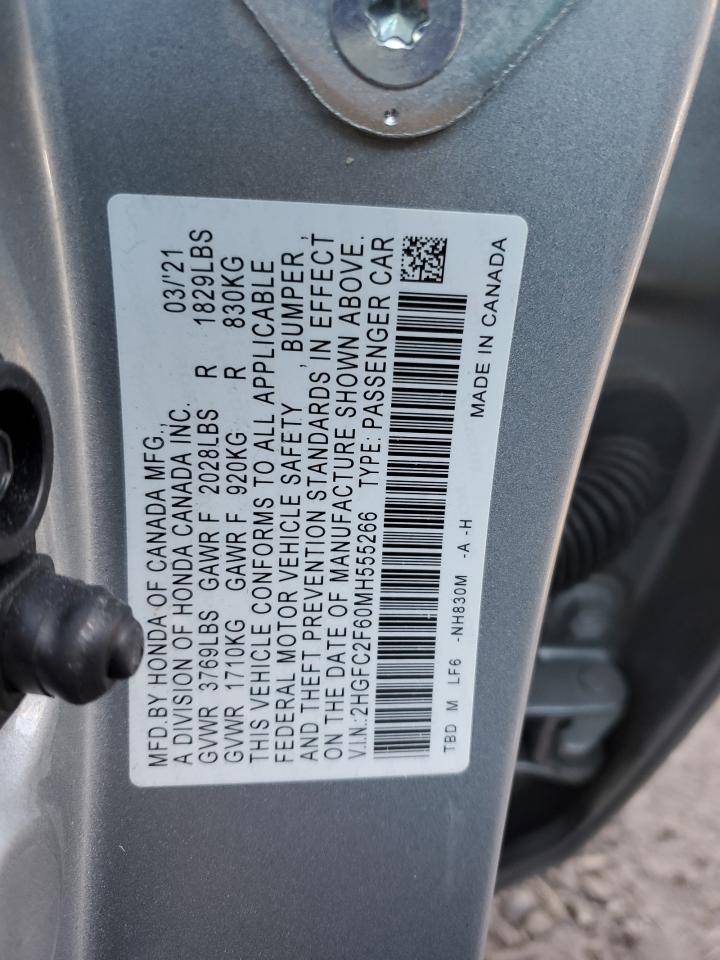 MFD.BY HONDA OF CANADA MFG., 03/'21
A DIVISION OF HONDA CANADA INC.
GVWR 3769LBS GAWR F 2028LBS R 1829LBS
GVWR 1710KG GAWR F 920KG R 830KG
THIS VEHICLE CONFORMS TO ALL APPLICABLE
FEDERAL MOTOR VEHICLE SAFETY , BUMPER ,
AND THEFT PREVENTION STANDARDS IN EFFECT
ON THE DATE OF MANUFACTURE SHOWN ABOVE.
V.I.N.:2HGFC2F60MH555266 TYPE: PASSENGER CAR
TBD M LF6 -NH830M -A -H MADE IN CANADA